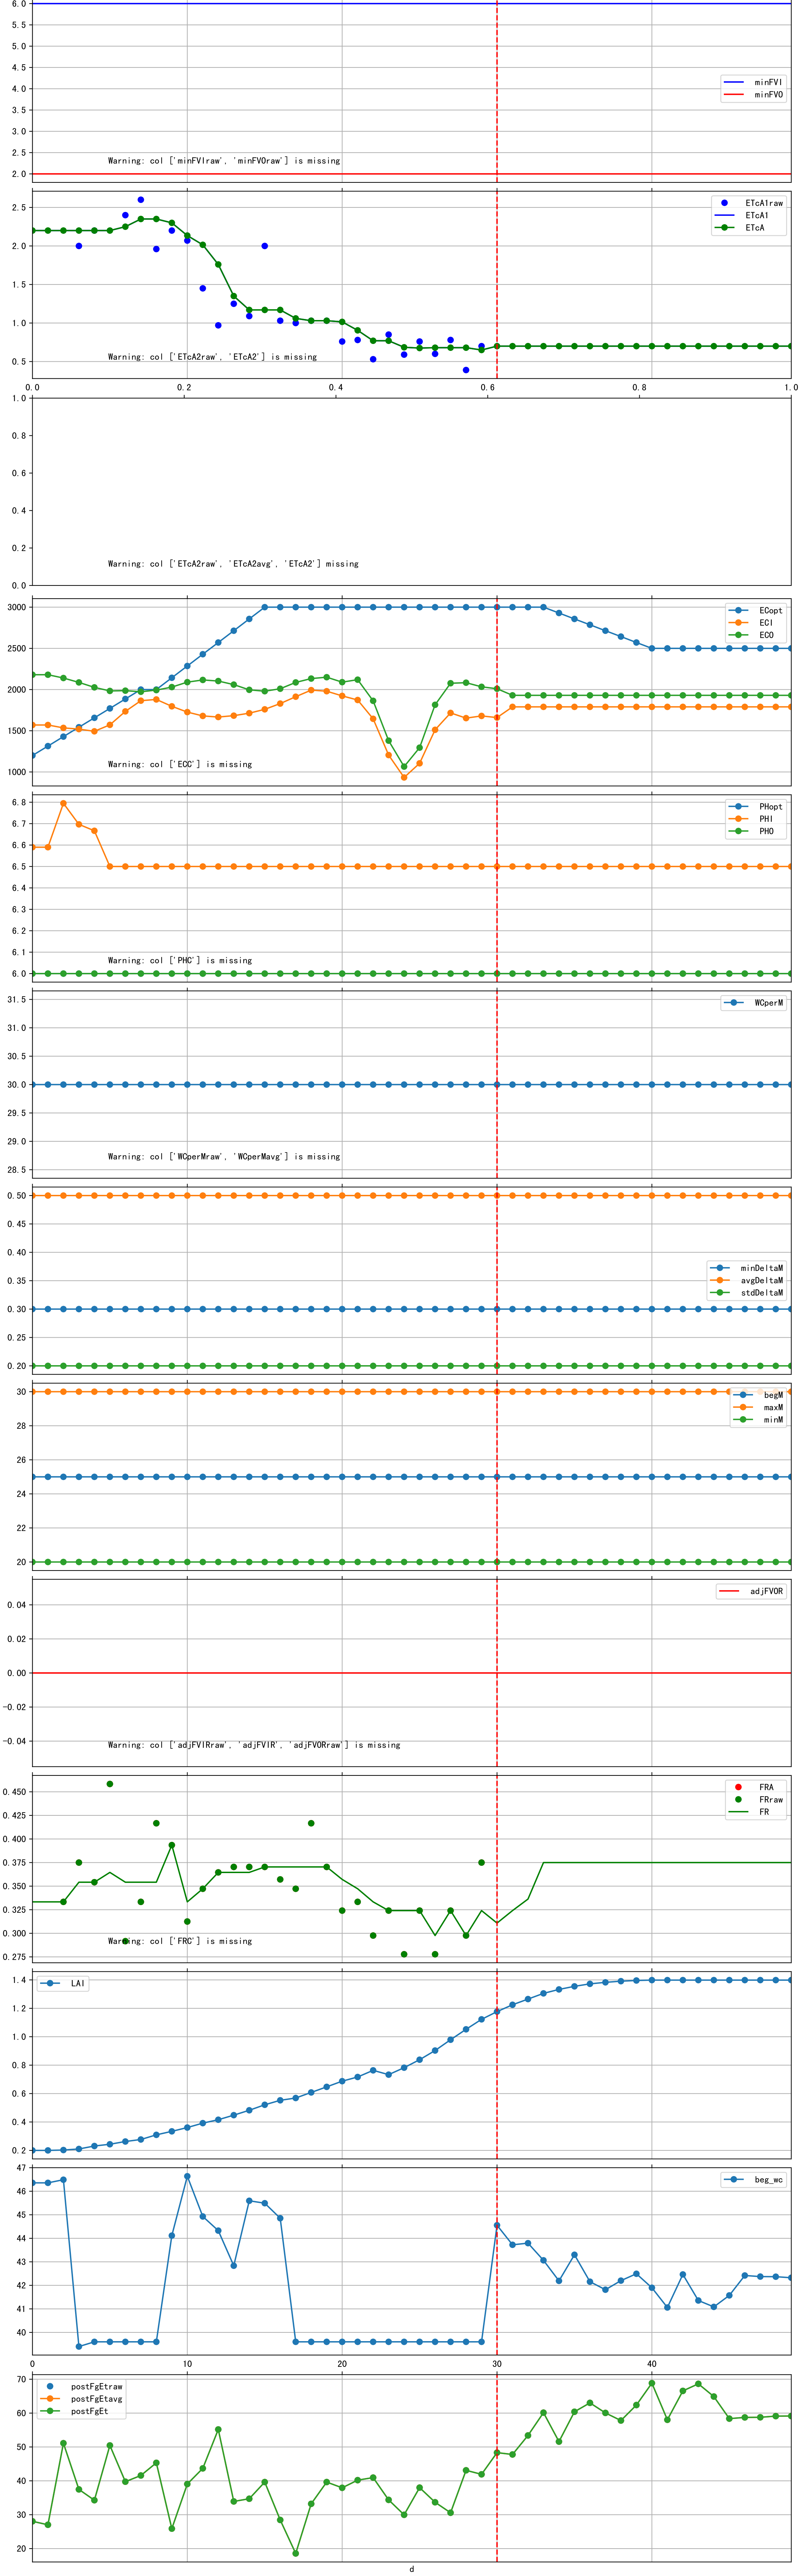 6.0
5.5
5.0
4.5
4.0
3.5
3.0
2.5
2.0
minFVI
minFVO
Warning: col ['minFVIraw', 'minFVOraw'] is missing
2.5
2.0
1.5
1.0
0.5
ETcA1raw
ETcA1
ETcA
Warning: col ['ETcA2raw', 'ETcA2'] is missing
0.0 0.2 0.4 0.6 0.8 1.0
1.0
0.8
0.6
0.4
0.2
0.0
Warning: col ['ETcA2raw', 'ETcA2avg', 'ETcA2'] missing
3000
2500
2000
1500
1000
ECopt
ECI
ECO
Warning: col ['ECC'] is missing
6.8
6.7
6.6
6.5
6.4
6.3
6.2
6.1
6.0
PHopt
PHI
PHO
Warning: col ['PHC'] is missing
31.5
31.0
30.5
30.0
29.5
29.0
28.5
WCperM
Warning: col ['WCperMraw', 'WCperMavg'] is missing
0.50
0.45
0.40
0.35
0.30
0.25
0.20
minDeltaM
avgDeltaM
stdDeltaM
30
28
26
24
22
20
begM
maxM
minM
0.04
0.02
0.00
−0.02
−0.04
adjFVOR
Warning: col ['adjFVIRraw', 'adjFVIR', 'adjFVORraw'] is missing
0.450
0.425
0.400
0.375
0.350
0.325
0.300
0.275
FRA
FRraw
FR
Warning: col ['FRC'] is missing
1.4
1.2
1.0
0.8
0.6
0.4
0.2
LAI
47
46
45
44
43
42
41
40
beg_wc
0 10 20 30 40
70
60
50
40
30
20
postFgEtraw
postFgEtavg
postFgEt
d